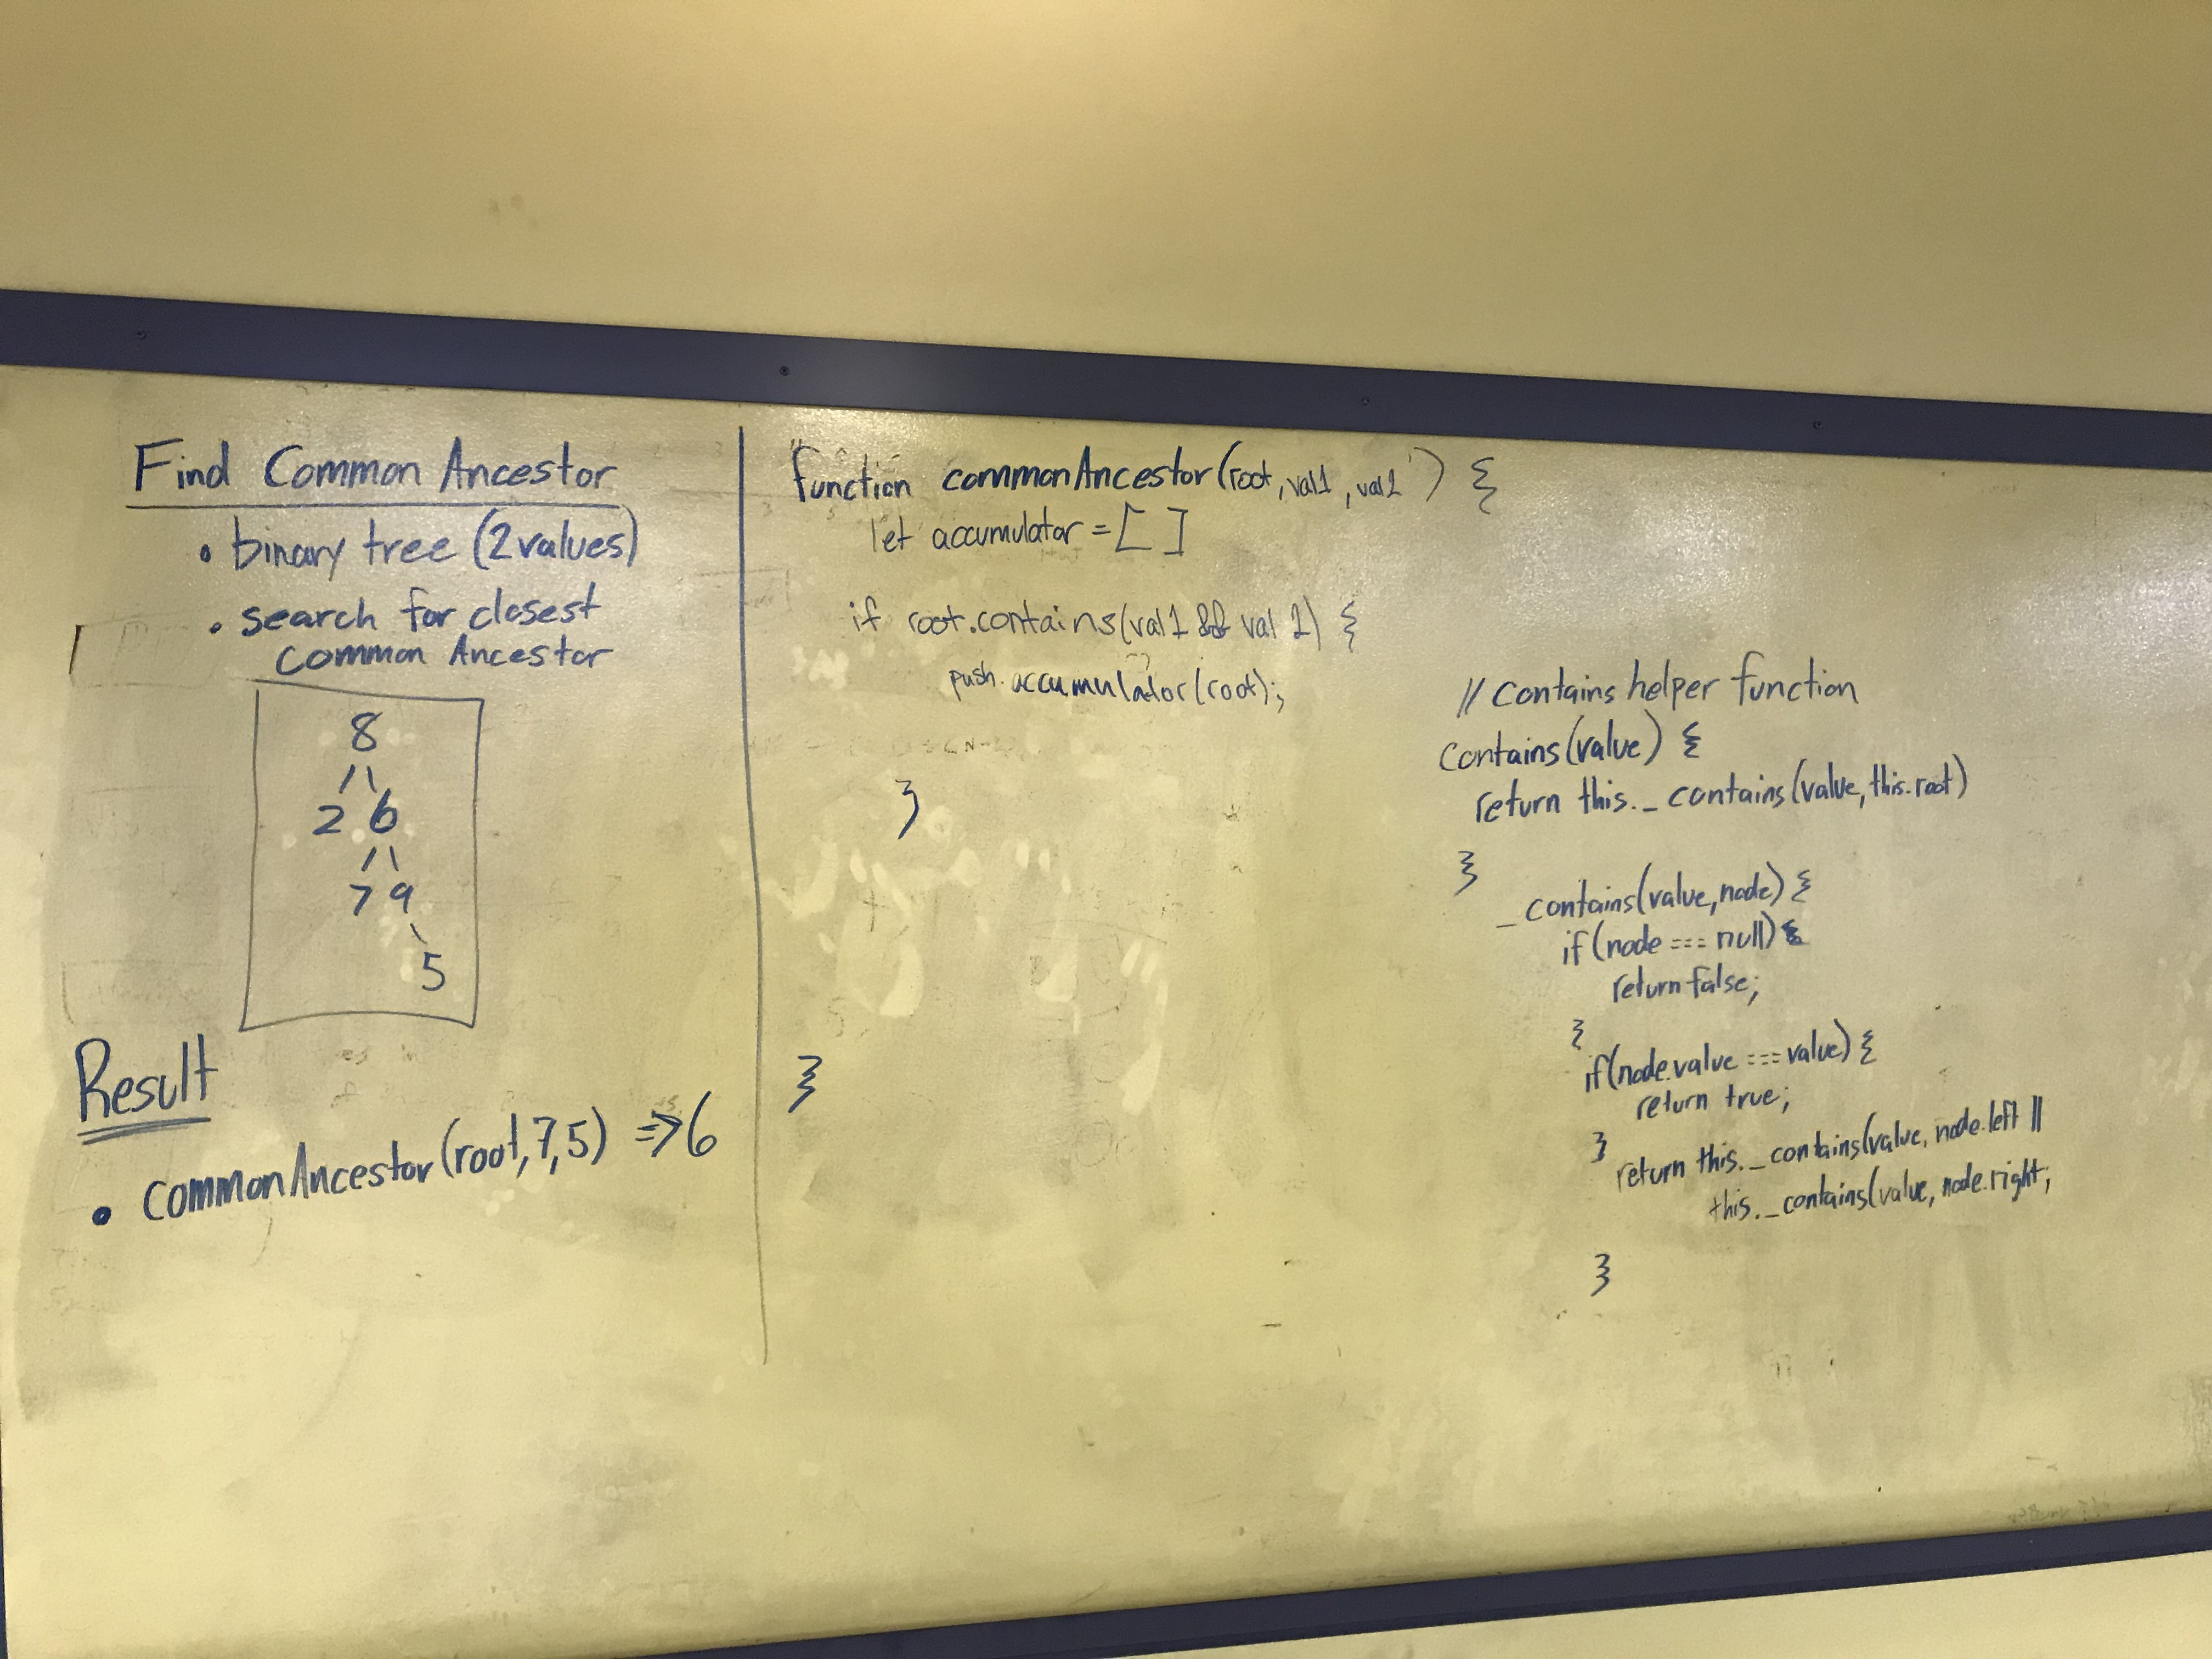 Find Common Ancestor
• binary tree (2 values)
• search for closest
common Ancestor
8
/ \
2 6
/ \
7 9
\
5
Result
• commonAncestor(root,7,5) => 6
function commonAncestor(root, val1, val2) {
let accumulator = [ ]
if root.contains(val1 && val 2) {
push.accumulator(root);
}
}
// contains helper function
contains(value) {
return this._contains(value, this.root)
}
_contains(value, node) {
if(node === null) {
return false;
}
if(node.value === value) {
return true;
}
return this._contains(value, node.left ||
this._contains(value, node.right;
}